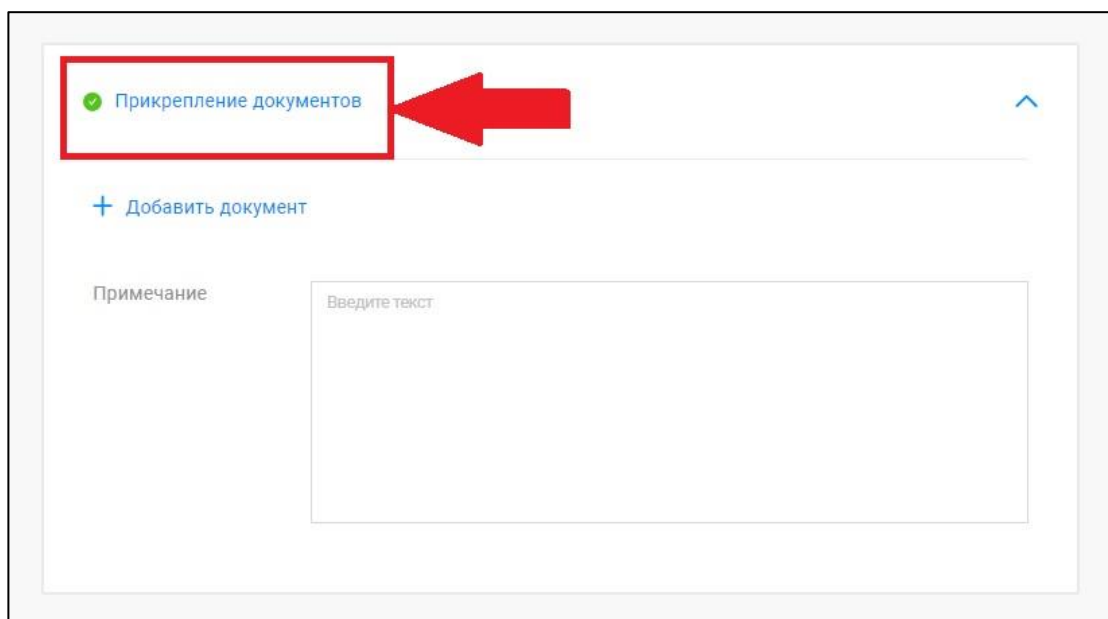 Прикрепление документов
Добавить документ
Примечание
Введите текст